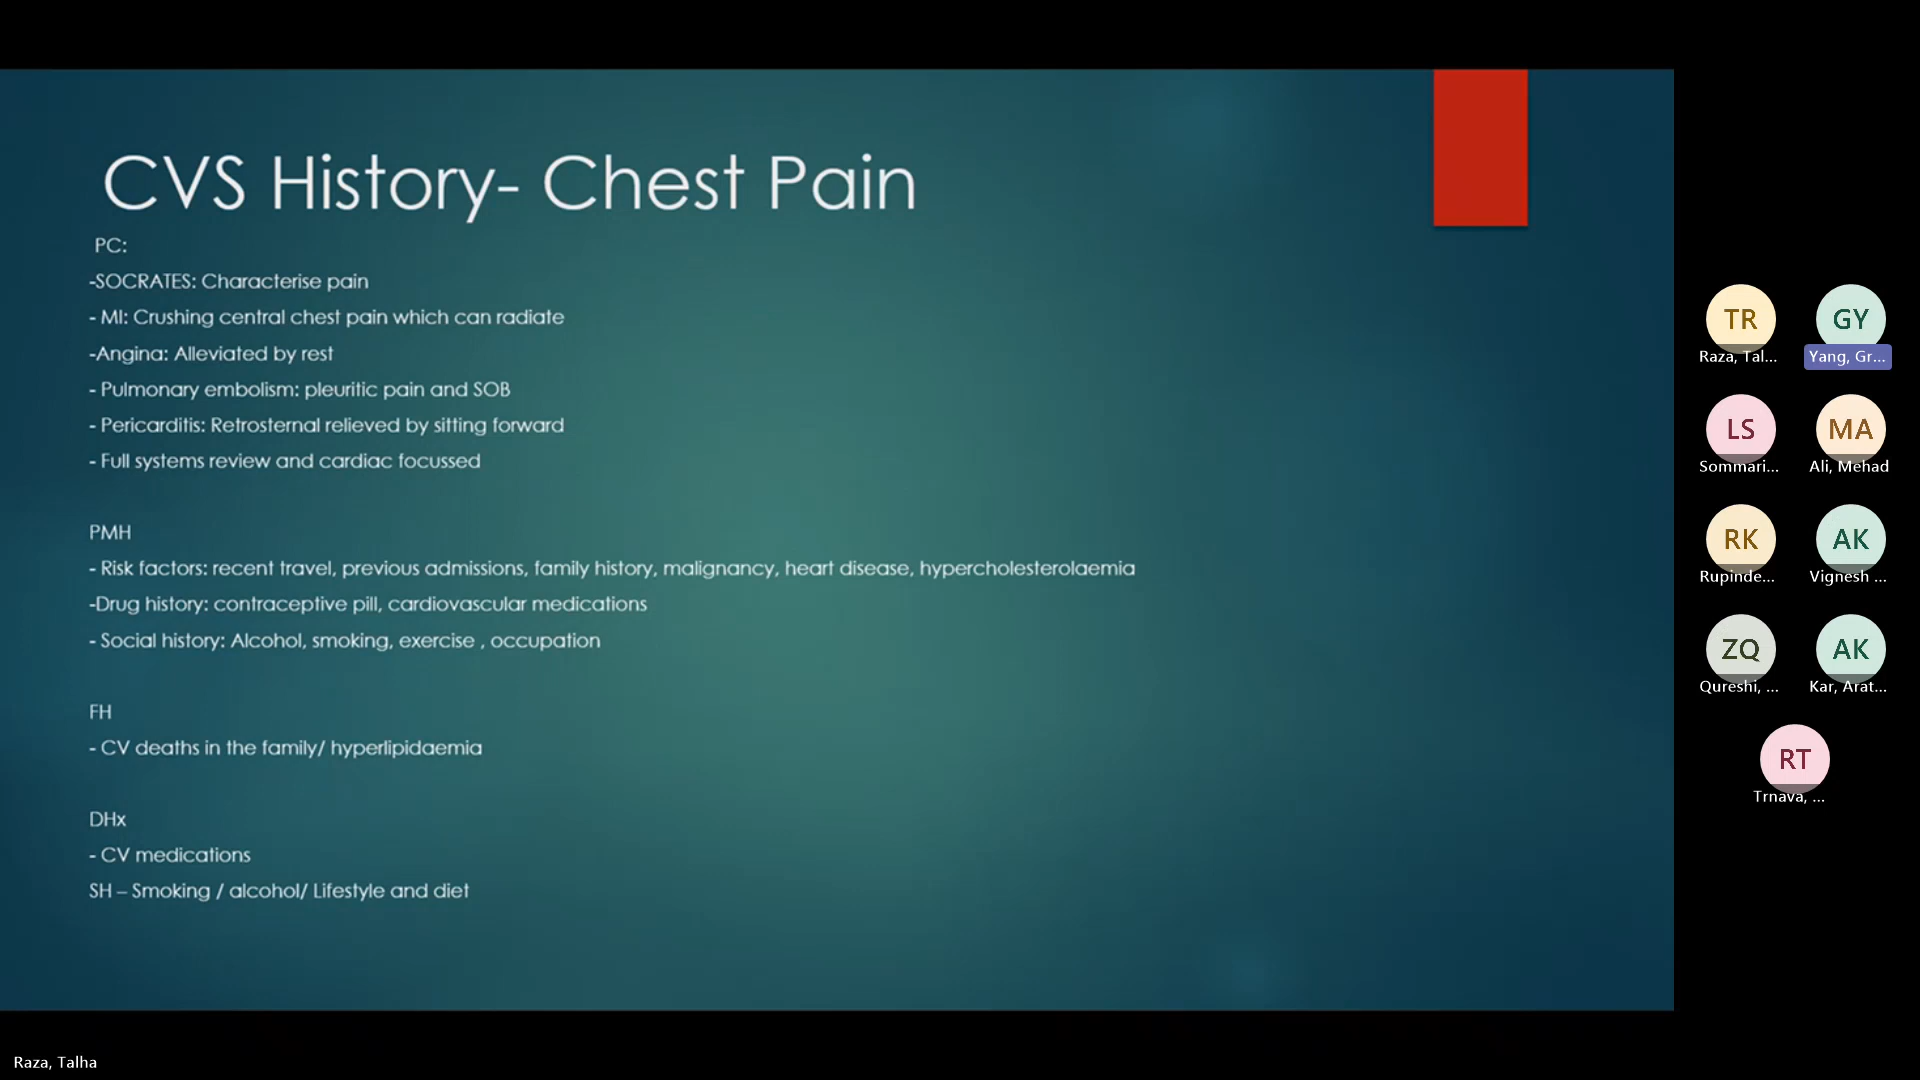 CVS History- Chest Pain
PC:
-SOCRATES: Characterise pain
- MI: Crushing central chest pain which can radiate
-Angina: Alleviated by rest
- Pulmonary embolism: pleuritic pain and SOB
- Pericarditis: Retrosternal relieved by sitting forward
- Full systems review and cardiac focussed
PMH
- Risk factors: recent travel, previous admissions, family history, malignancy, heart disease, hypercholesterolaemia
-Drug history: contraceptive pill, cardiovascular medications
- Social history: Alcohol, smoking, exercise , occupation
FH
- CV deaths in the family/ hyperlipidaemia
DHx
- CV medications
SH – Smoking / alcohol/ Lifestyle and diet
TR
Raza, Tal...
GY
Yang, Gr...
LS
Sommari...
MA
Ali, Mehad
RK
Rupinde...
AK
Vignesh ...
ZQ
Qureshi, ...
AK
Kar, Arat...
RT
Trnava, ...
Raza, Talha